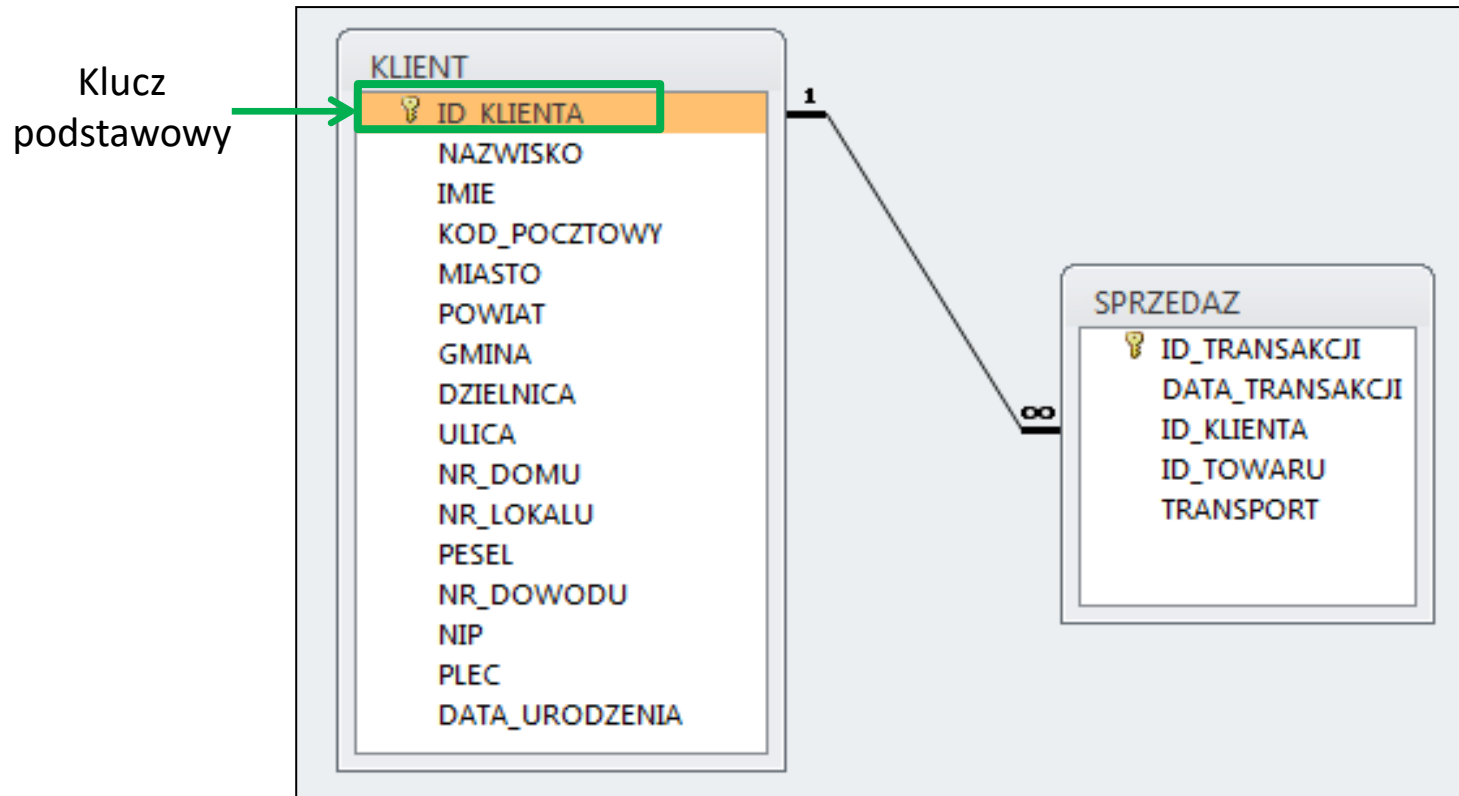 Klucz
podstawowy
KLIENT
ID_KLIENTA
NAZWISKO
IMIE
KOD_POCZTOWY
MIASTO
POWIAT
GMINA
DZIELNICA
ULICA
NR_DOMU
NR_LOKALU
PESEL
NR_DOWODU
NIP
PLEC
DATA_URODZENIA
1
∞
SPRZEDAZ
ID_TRANSAKCJI
DATA_TRANSAKCJI
ID_KLIENTA
ID_TOWARU
TRANSPORT